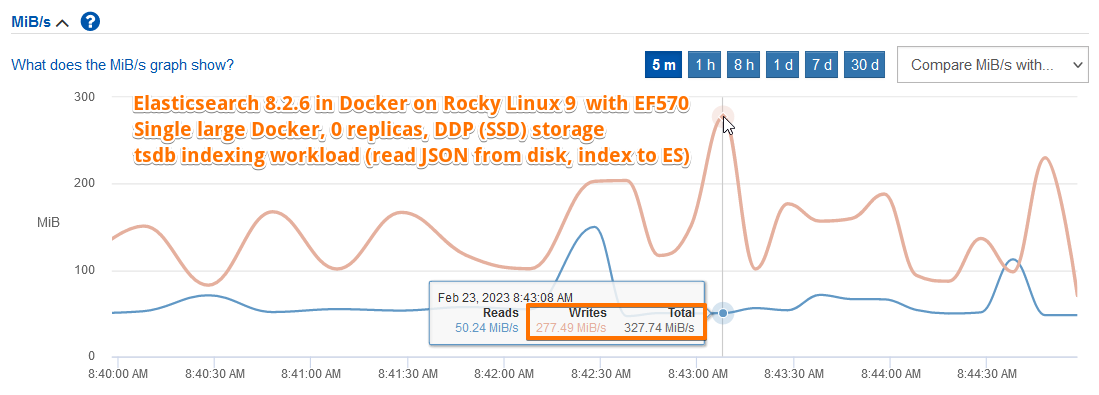 MiB/s
?
What does the MiB/s graph show?
5 m 1 h 8 h 1 d 7 d 30 d Compare MiB/s with...
300
Elasticsearch 8.2.6 in Docker on Rocky Linux 9 with EF570
Single large Docker, 0 replicas, DDP (SSD) storage
tsdb indexing workload (read JSON from disk, index to ES)
200
MiB
100
Feb 23, 2023 8:43:08 AM
Reads Writes Total
50.24 MiB/s 277.49 MiB/s 327.74 MiB/s
0
8:40:00 AM 8:40:30 AM 8:41:00 AM 8:41:30 AM 8:42:00 AM 8:42:30 AM 8:43:00 AM 8:43:30 AM 8:44:00 AM 8:44:30 AM